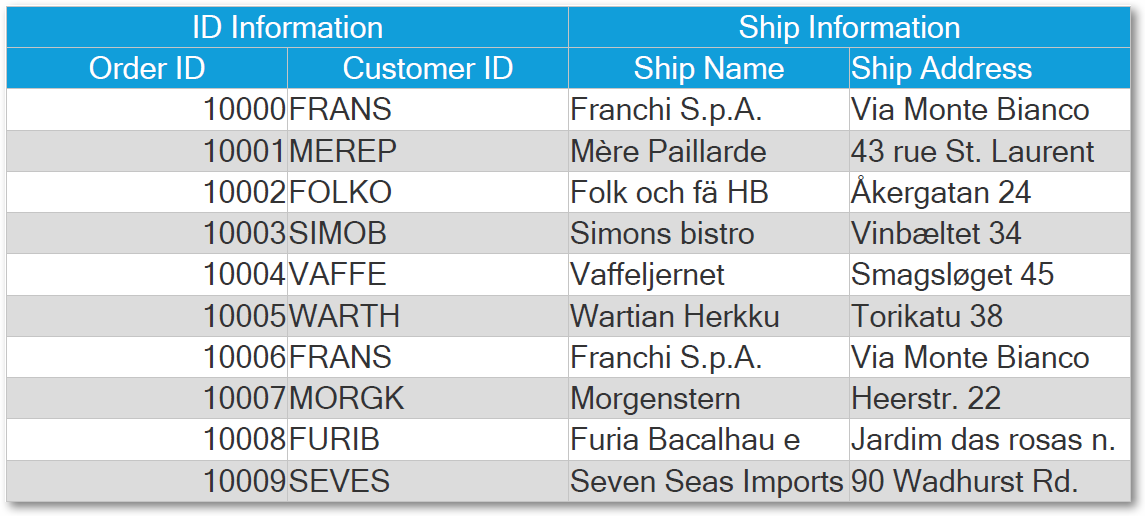 ID Information Ship Information
Order ID Customer ID Ship Name Ship Address
10000 FRANS Franchi S.p.A. Via Monte Bianco
10001 MEREP Mère Paillarde 43 rue St. Laurent
10002 FOLKO Folk och fä HB Åkergatan 24
10003 SIMOB Simons bistro Vinbæltet 34
10004 VAFFE Vaffeljernet Smagsløget 45
10005 WARTH Wartian Herkku Torikatu 38
10006 FRANS Franchi S.p.A. Via Monte Bianco
10007 MORGK Morgenstern Heerstr. 22
10008 FURIB Furia Bacalhau e Jardim das rosas n.
10009 SEVES Seven Seas Imports 90 Wadhurst Rd.